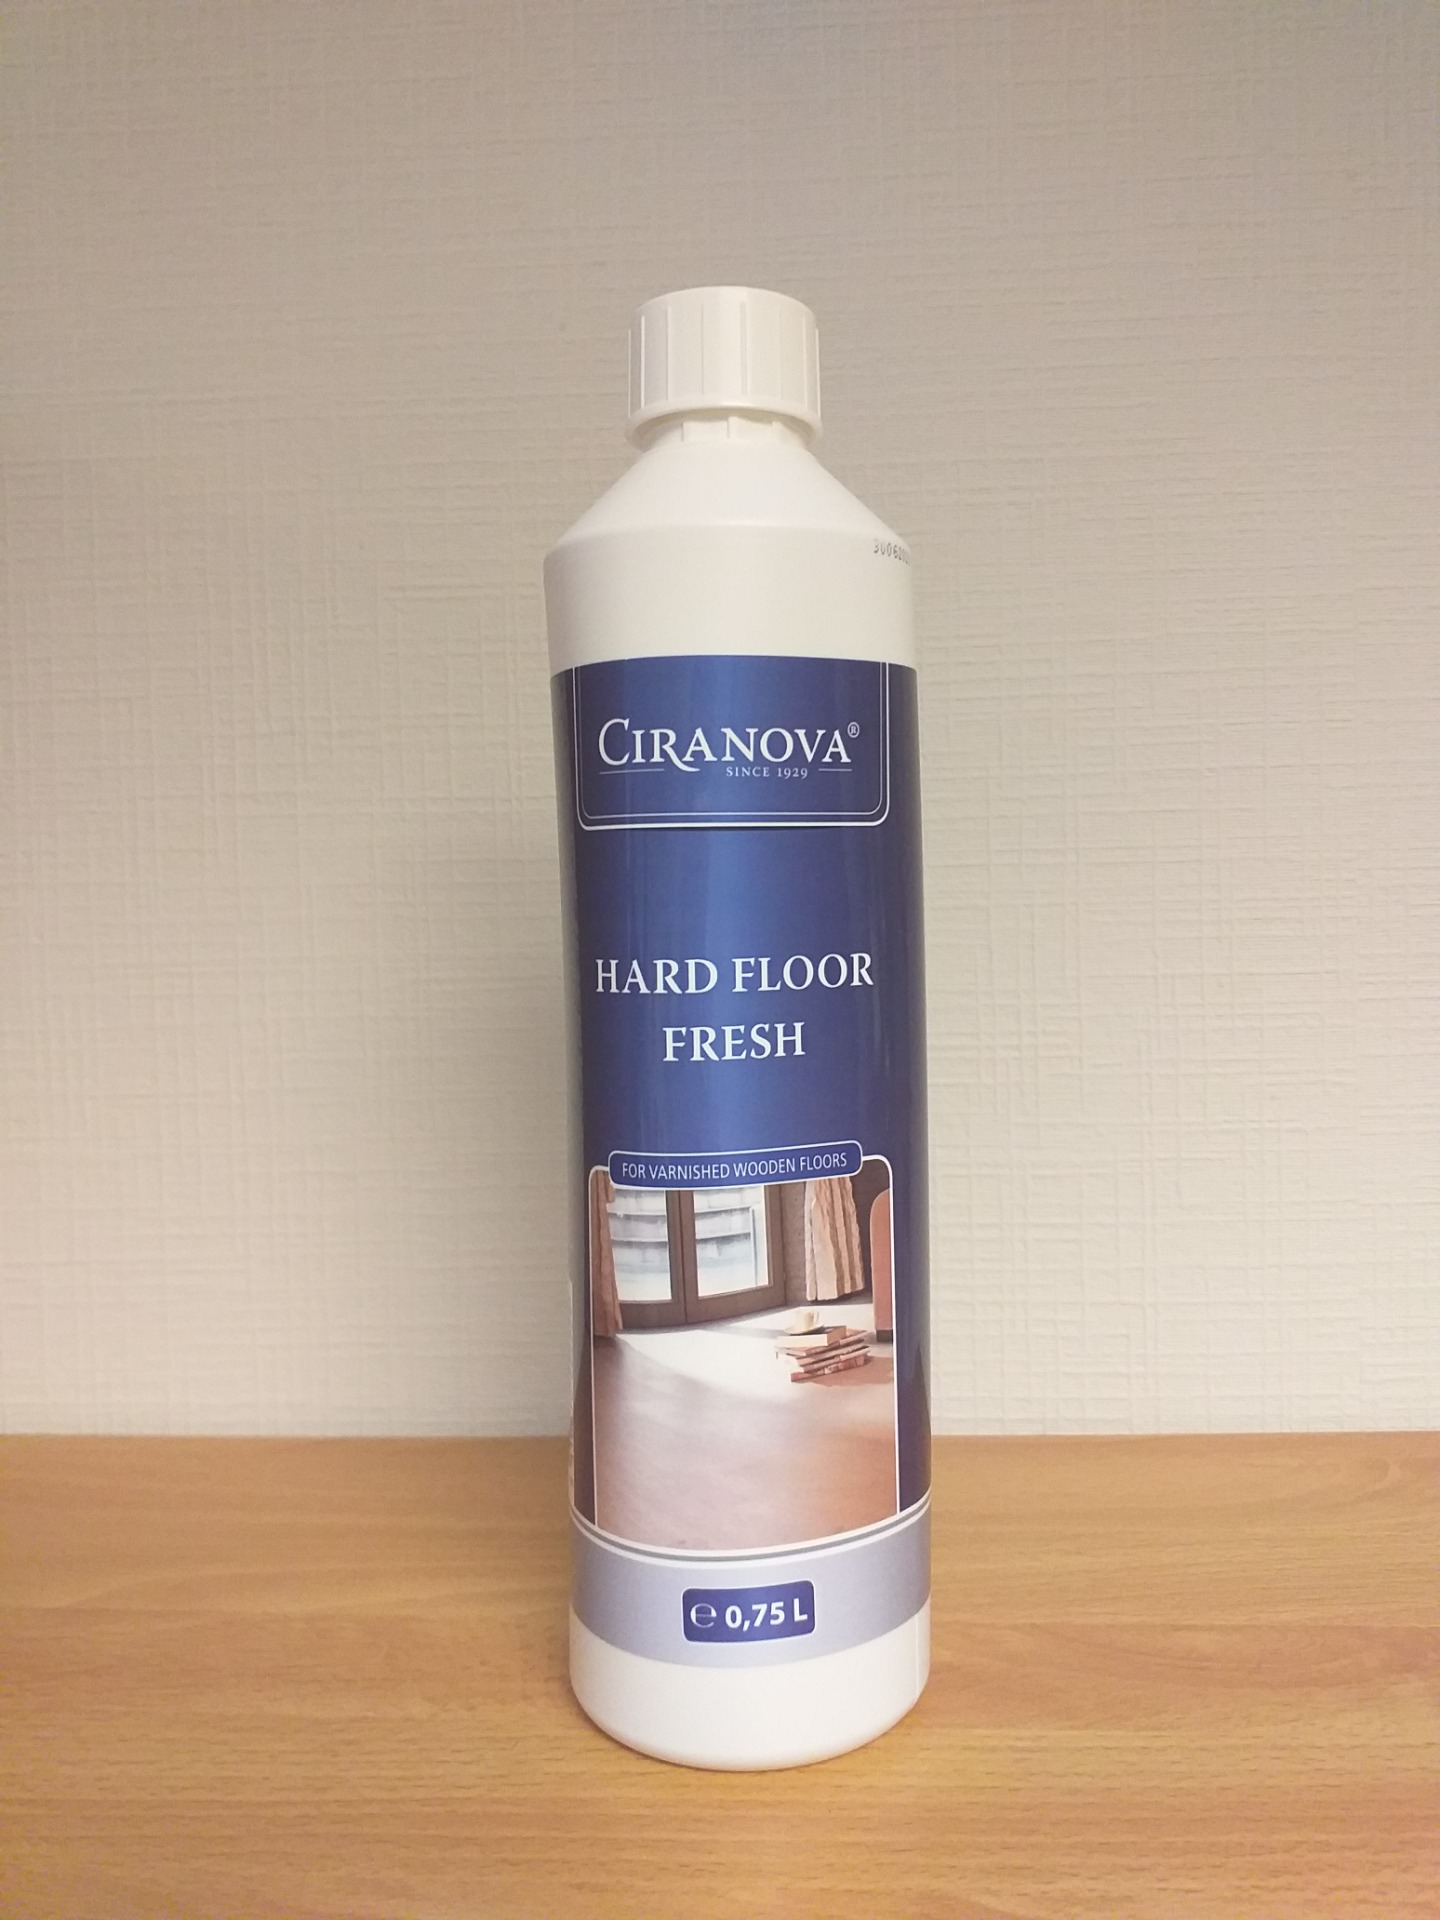 CIRANOVA®
SINCE 1929
HARD FLOOR
FRESH
FOR VARNISHED WOODEN FLOORS
℮ 0,75 L